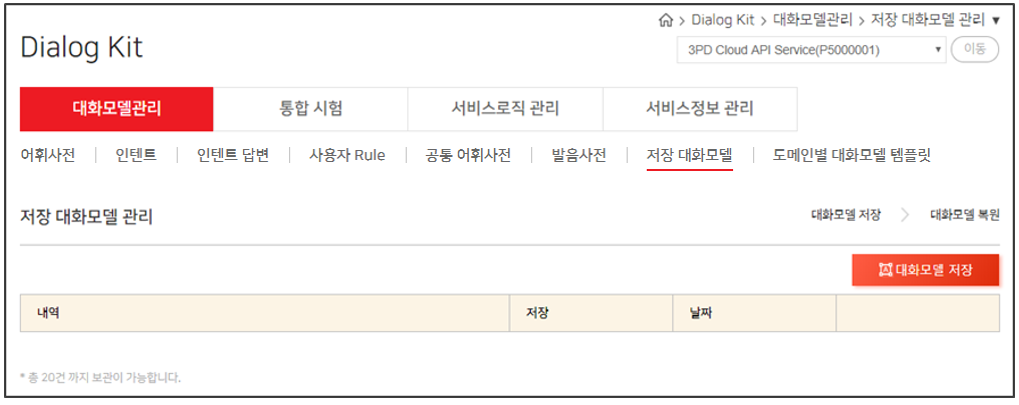 Dialog Kit > 대화모델관리 > 저장 대화모델 관리 ▼
Dialog Kit
3PD Cloud API Service(P5000001) ▼ 이동
대화모델관리 통합 시험 서비스로직 관리 서비스정보 관리
어휘사전 | 인텐트 | 인텐트 답변 | 사용자 Rule | 공통 어휘사전 | 발음사전 | 저장 대화모델 | 도메인별 대화모델 템플릿
저장 대화모델 관리 대화모델 저장 > 대화모델 복원
대화모델 저장
내역 저장 날짜
* 총 20건 까지 보관이 가능합니다.